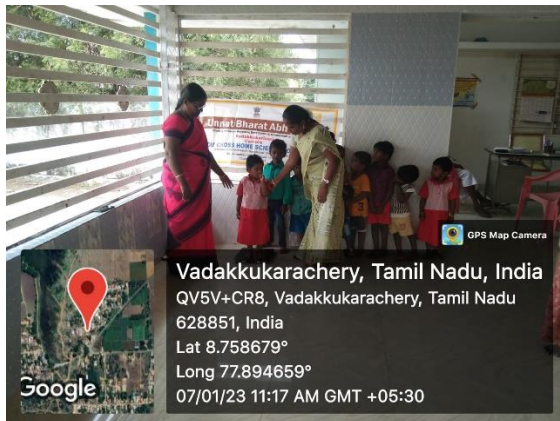 Unnat Bharat Abh
CROSS HOME SCIE
GPS Map Camera
Vadakkukarachery, Tamil Nadu, India
QV5V+CR8, Vadakkukarachery, Tamil Nadu
628851, India
Lat 8.758679°
Long 77.894659°
07/01/23 11:17 AM GMT +05:30
Google